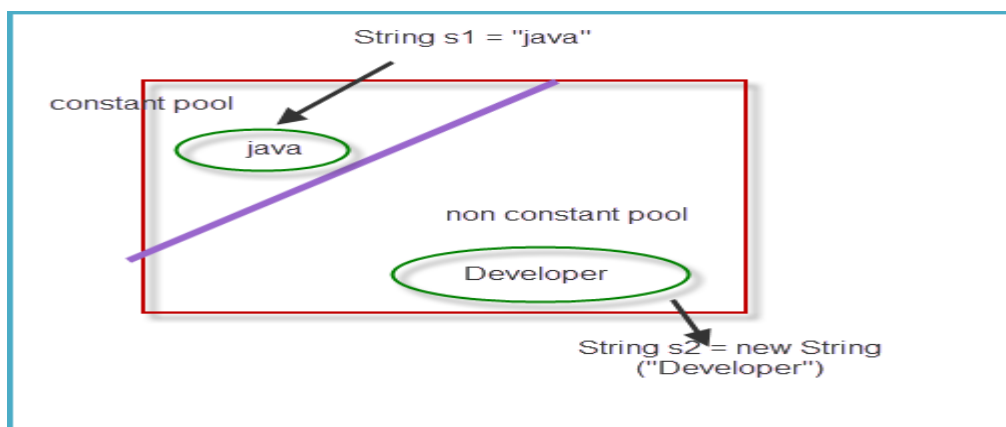 String s1 = "java"
constant pool
java
non constant pool
Developer
String s2 = new String
("Developer")